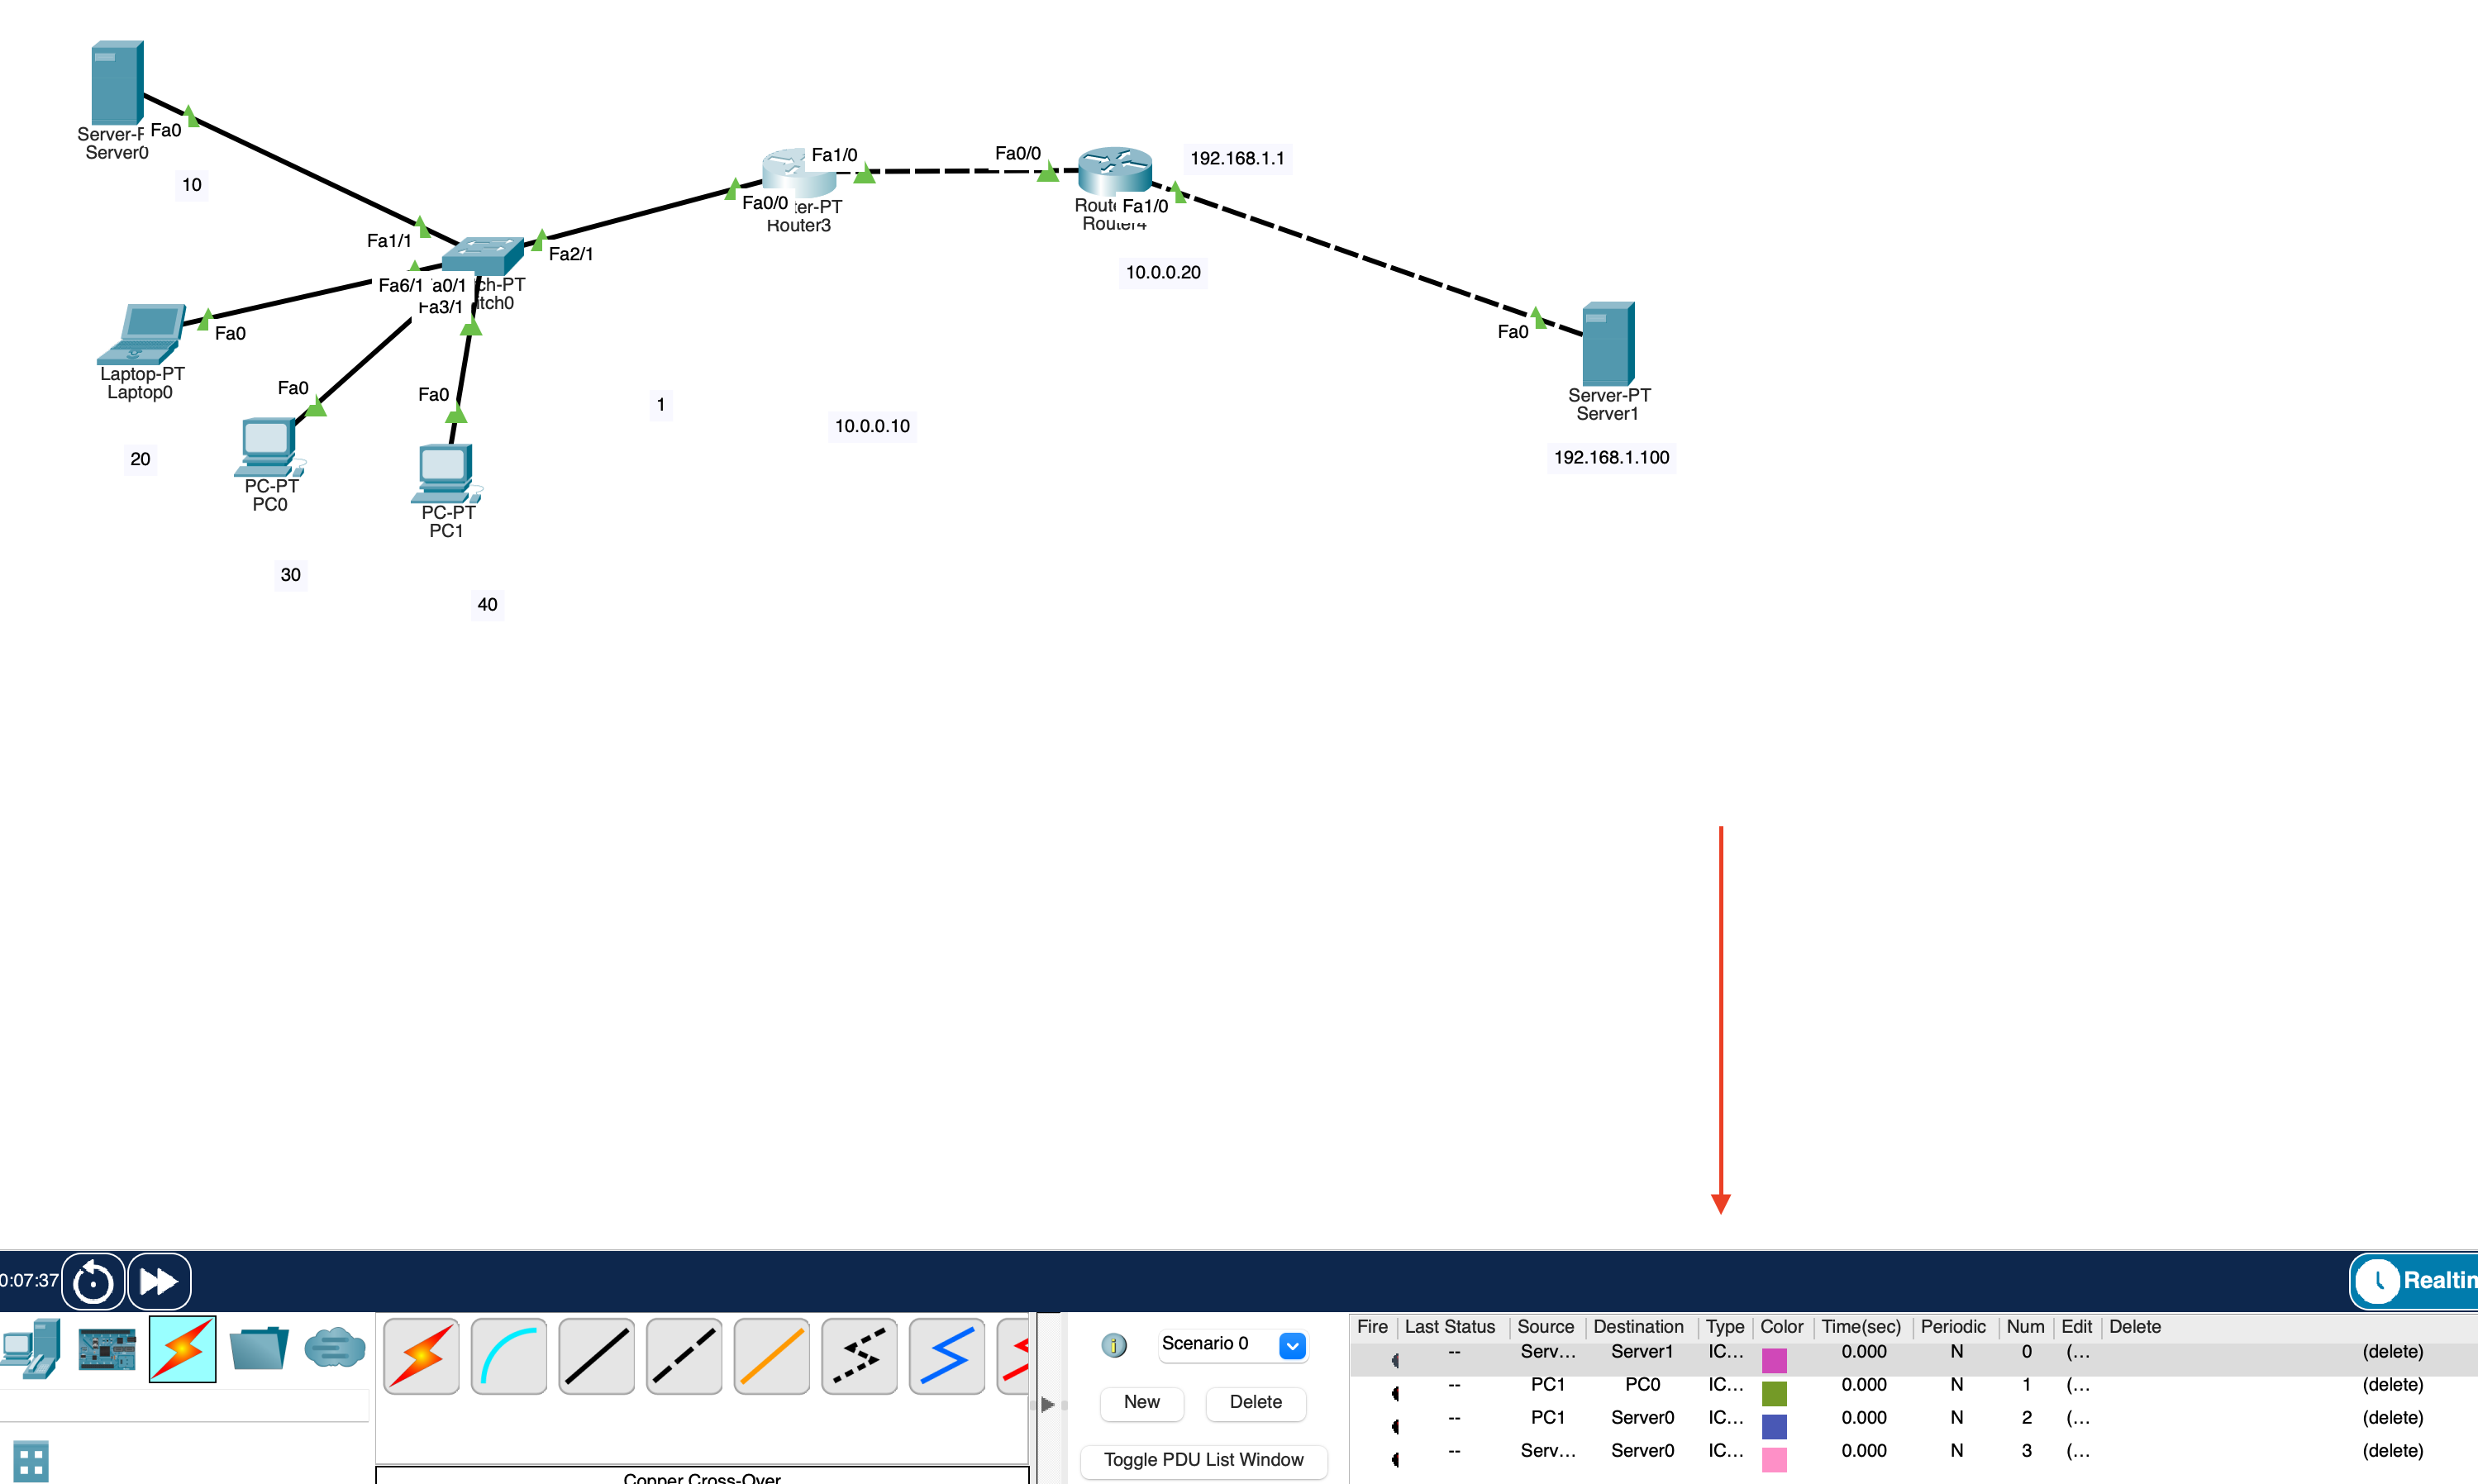 Server-P Fa0
Server0
10
Fa1/1
Fa2/1
Fa6/1 a0/1 ch-PT
Fa3/1 itch0
Fa0
Laptop-PT
Laptop0
20
Fa0
PC-PT
PC0
30
Fa0
PC-PT
PC1
40
Fa1/0
Fa0/0 ter-PT
Router3
1
10.0.0.10
Fa0/0
192.168.1.1
Route Fa1/0
Router4
10.0.0.20
Fa0
Server-PT
Server1
192.168.1.100
0:07:37
Realtim
Scenario 0
New Delete
Toggle PDU List Window
Copper Cross-Over
Fire Last Status Source Destination Type Color Time(sec) Periodic Num Edit Delete
-- Serv... Server1 IC... 0.000 N 0 (... (delete)
-- PC1 PC0 IC... 0.000 N 1 (... (delete)
-- PC1 Server0 IC... 0.000 N 2 (... (delete)
-- Serv... Server0 IC... 0.000 N 3 (... (delete)